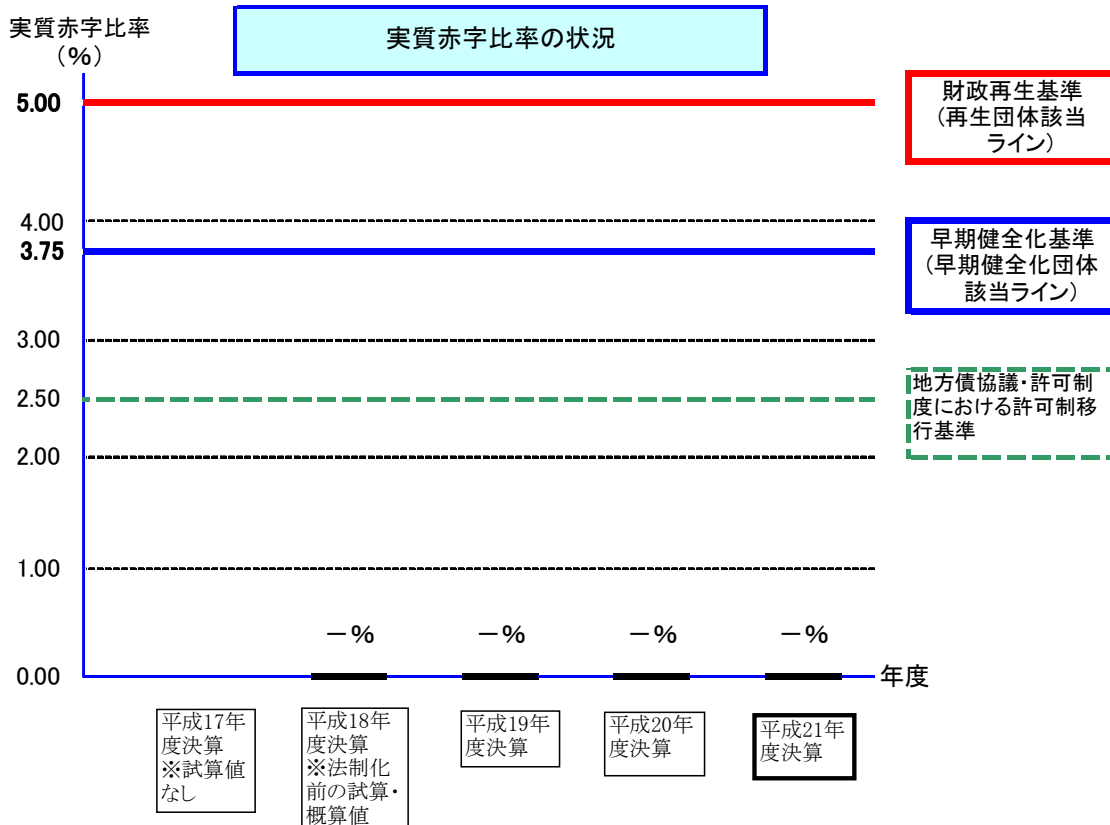 実質赤字比率
(%)
実質赤字比率の状況
5.00
4.00
3.75
3.00
2.50
2.00
1.00
0.00
財政再生基準
(再生団体該当
ライン)
早期健全化基準
(早期健全化団体
該当ライン)
地方債協議・許可制
度における許可制移
行基準
－%
－%
－%
－%
年度
平成17年
度決算
※試算値
なし
平成18年
度決算
※法制化
前の試算・
概算値
平成19年
度決算
平成20年
度決算
平成21年
度決算